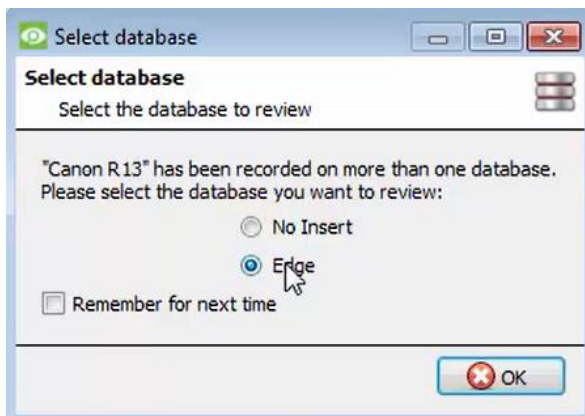 Select database
Select database
Select the database to review
"Canon R13" has been recorded on more than one database.
Please select the database you want to review:
No Insert
Edge
Remember for next time
OK